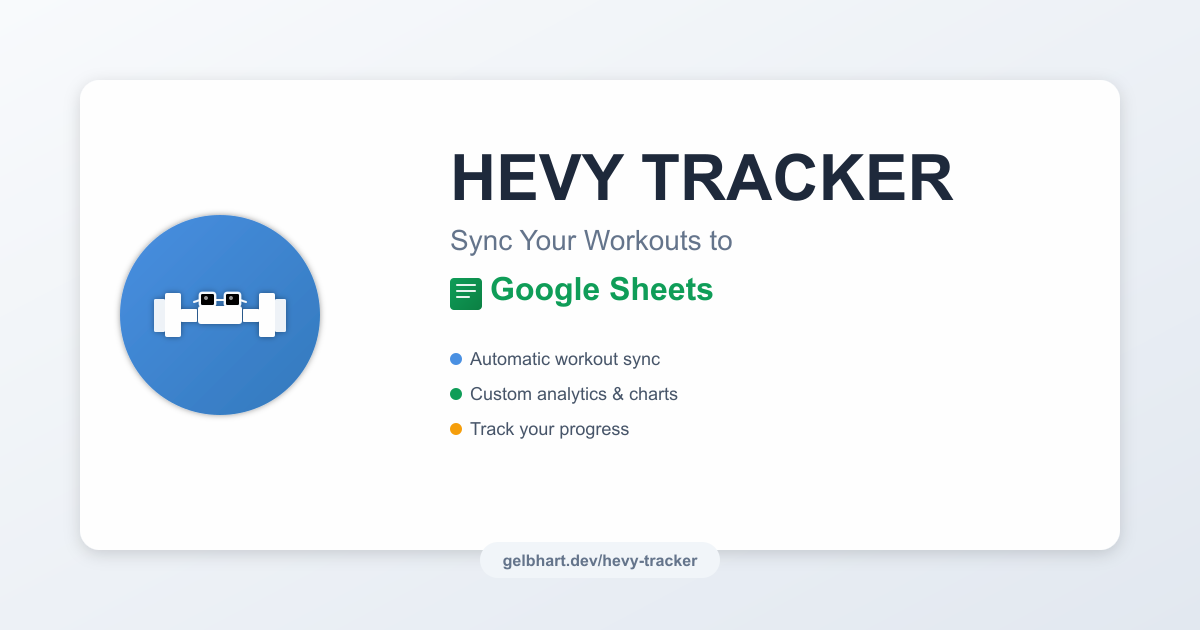 HEVY TRACKER
Sync Your Workouts to
Google Sheets
Automatic workout sync
Custom analytics & charts
Track your progress
gelbhart.dev/hevy-tracker